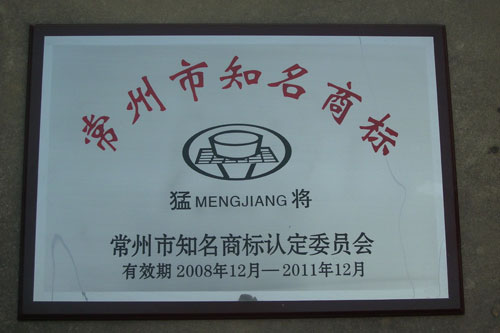 常州市知名商标
猛 MENGJIANG 将
常州市知名商标认定委员会
有效期 2008年12月—2011年12月